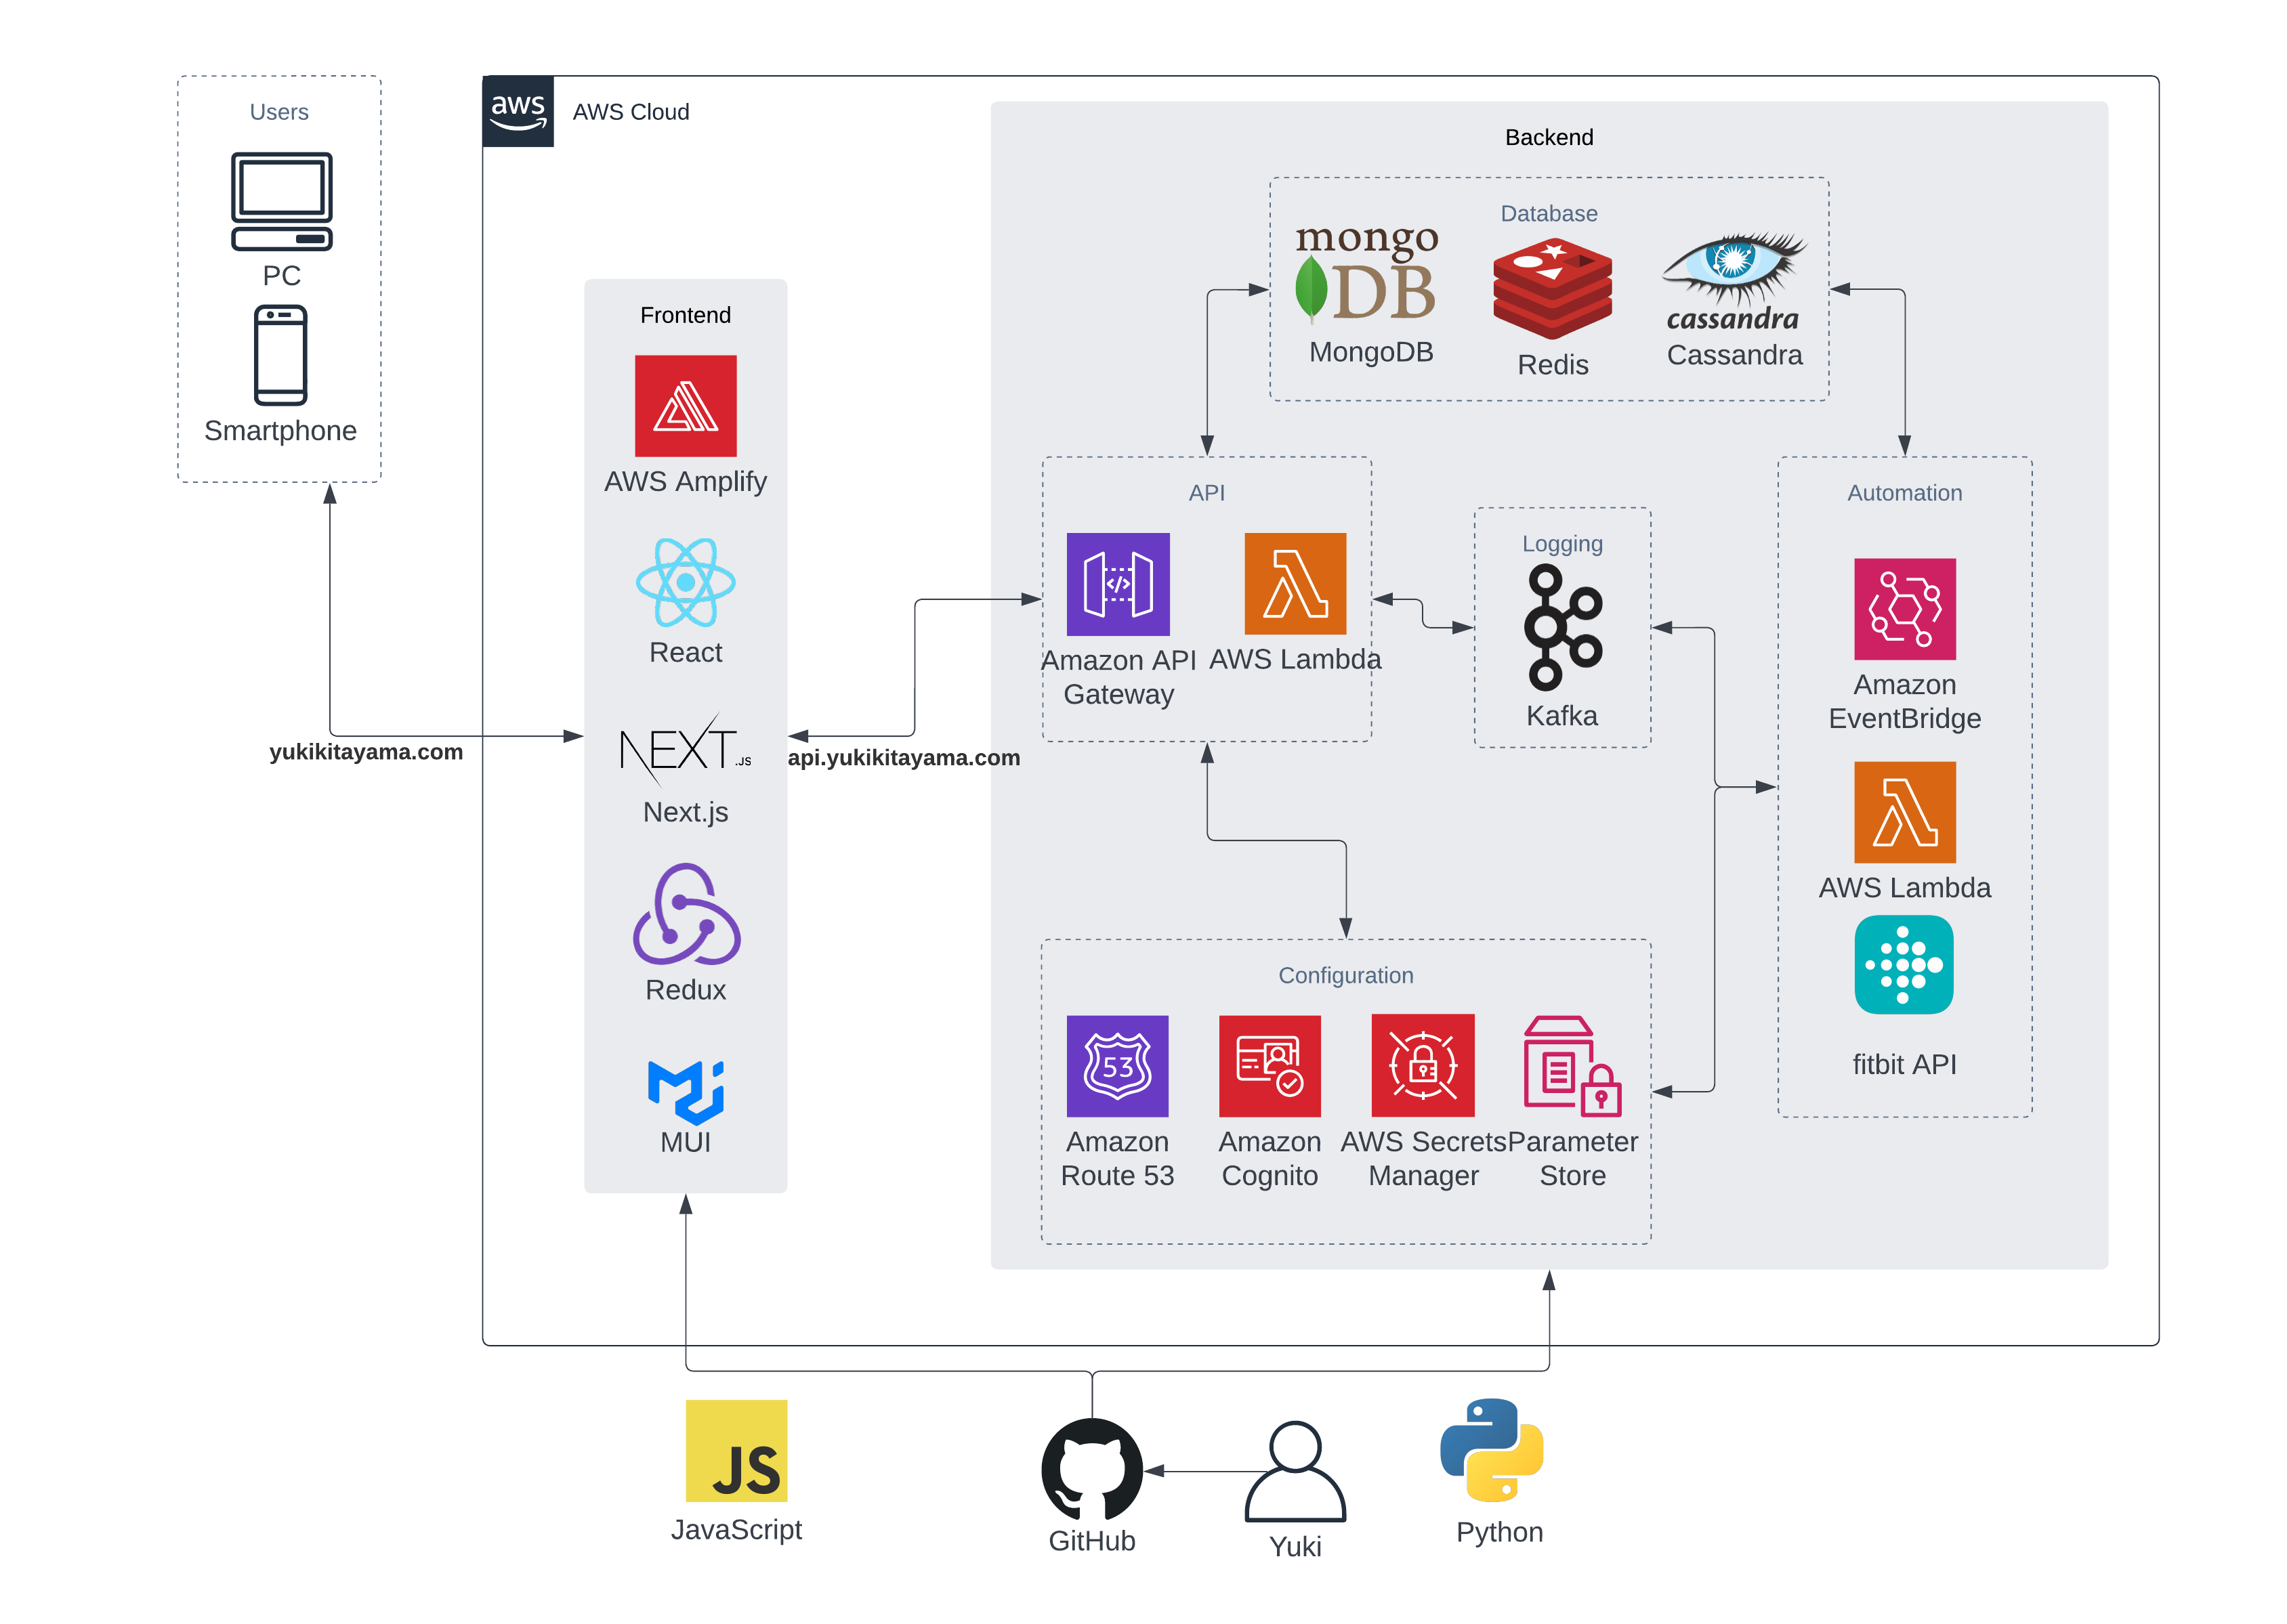 Users
PC
Smartphone
yukikitayama.com
aws
AWS Cloud
Frontend
AWS Amplify
React
NEXT.JS
Next.js
Redux
MUI
api.yukikitayama.com
Backend
Database
mongoDB
MongoDB
Redis
cassandra
Cassandra
API
Amazon API
Gateway
AWS Lambda
Logging
Kafka
Automation
Amazon
EventBridge
AWS Lambda
fitbit API
Configuration
53
Amazon
Route 53
Amazon
Cognito
AWS Secrets
Manager
Parameter
Store
JS
JavaScript
GitHub
Yuki
Python